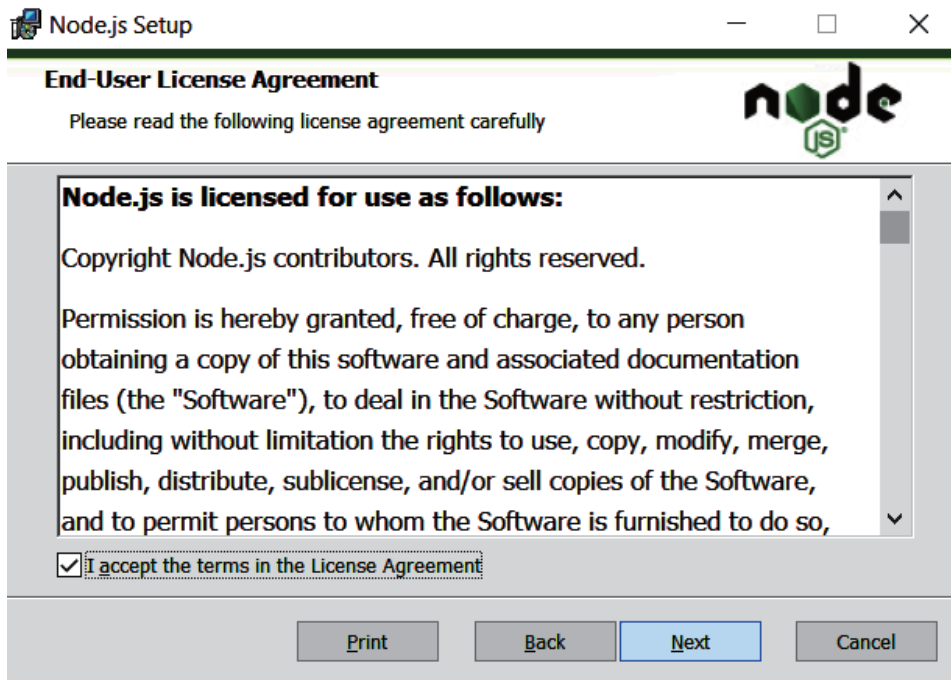 Node.js Setup
End-User License Agreement
Please read the following license agreement carefully
node
JS
Node.js is licensed for use as follows:
Copyright Node.js contributors. All rights reserved.
Permission is hereby granted, free of charge, to any person
obtaining a copy of this software and associated documentation
files (the "Software"), to deal in the Software without restriction,
including without limitation the rights to use, copy, modify, merge,
publish, distribute, sublicense, and/or sell copies of the Software,
and to permit persons to whom the Software is furnished to do so,
I accept the terms in the License Agreement
Print Back Next Cancel